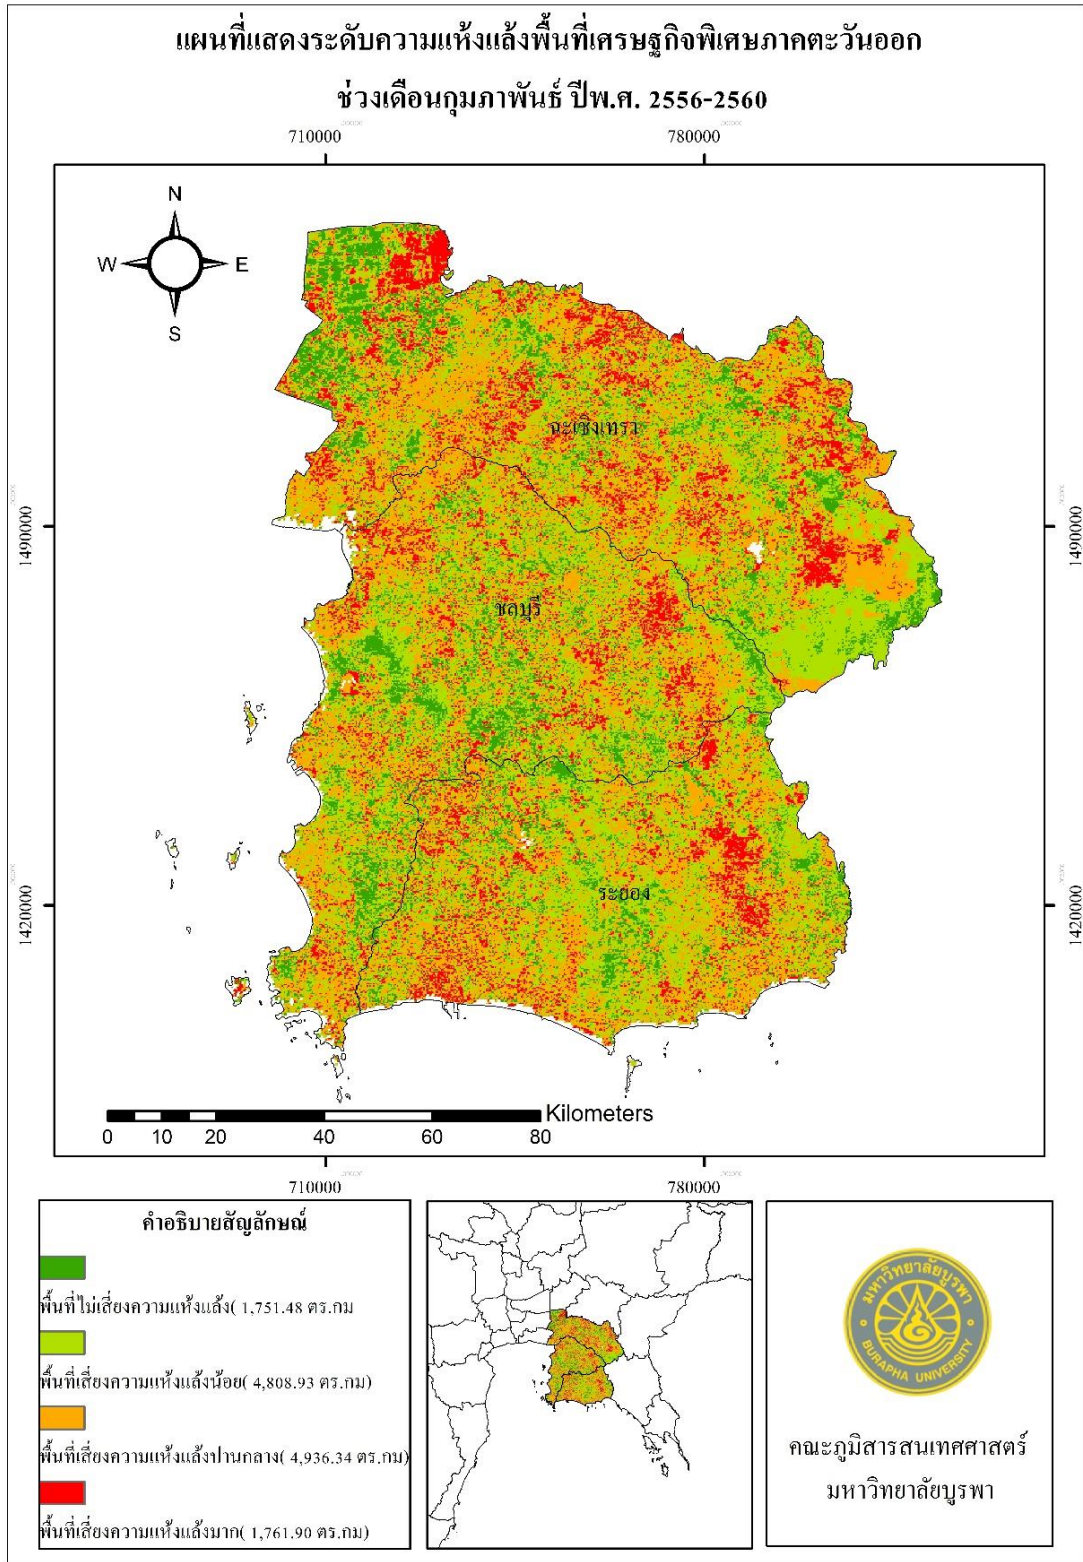 แผนที่แสดงระดับความแห้งแล้งพื้นที่เศรษฐกิจพิเศษภาคตะวันออก
ช่วงเดือนกุมภาพันธ์ ปีพ.ศ. 2556-2560
710000
780000
N
W
E
S
ฉะเชิงเทรา
1490000
1490000
ชลบุรี
ระยอง
1420000
1420000
Kilometers
0 10 20 40 60 80
710000
780000
คำอธิบายสัญลักษณ์
พื้นที่ไม่เสี่ยงความแห้งแล้ง( 1,751.48 ตร.กม
พื้นที่เสี่ยงความแห้งแล้งน้อย( 4,808.93 ตร.กม)
พื้นที่เสี่ยงความแห้งแล้งปานกลาง( 4,936.34 ตร.กม)
พื้นที่เสี่ยงความแห้งแล้งมาก( 1,761.90 ตร.กม)
มหาวิทยาลัยบูรพา
BURAPHA UNIVERSITY
คณะภูมิสารสนเทศศาสตร์
มหาวิทยาลัยบูรพา